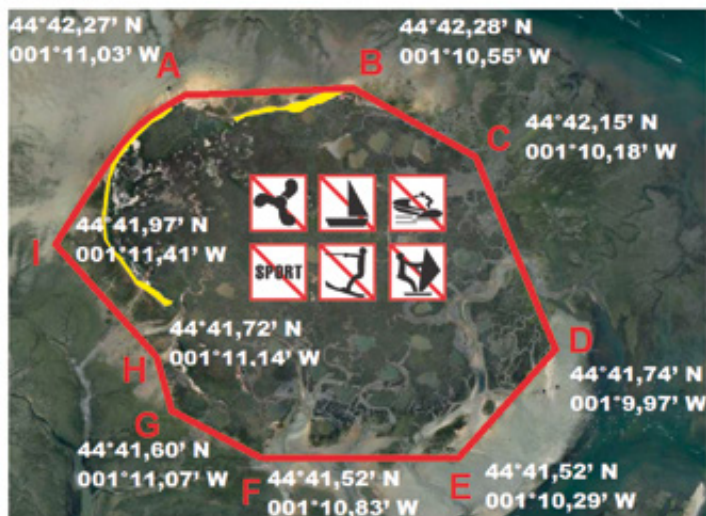 44°42,27' N
001°11,03' W
A
B
44°42,28' N
001°10,55' W
C
44°42,15' N
001°10,18' W
I
44°41,97' N
001°11,41' W
SPORT
H
44°41,72' N
001°11,14' W
D
44°41,74' N
001°9,97' W
G
44°41,60' N
001°11,07' W
F
44°41,52' N
001°10,83' W
E
44°41,52' N
001°10,29' W